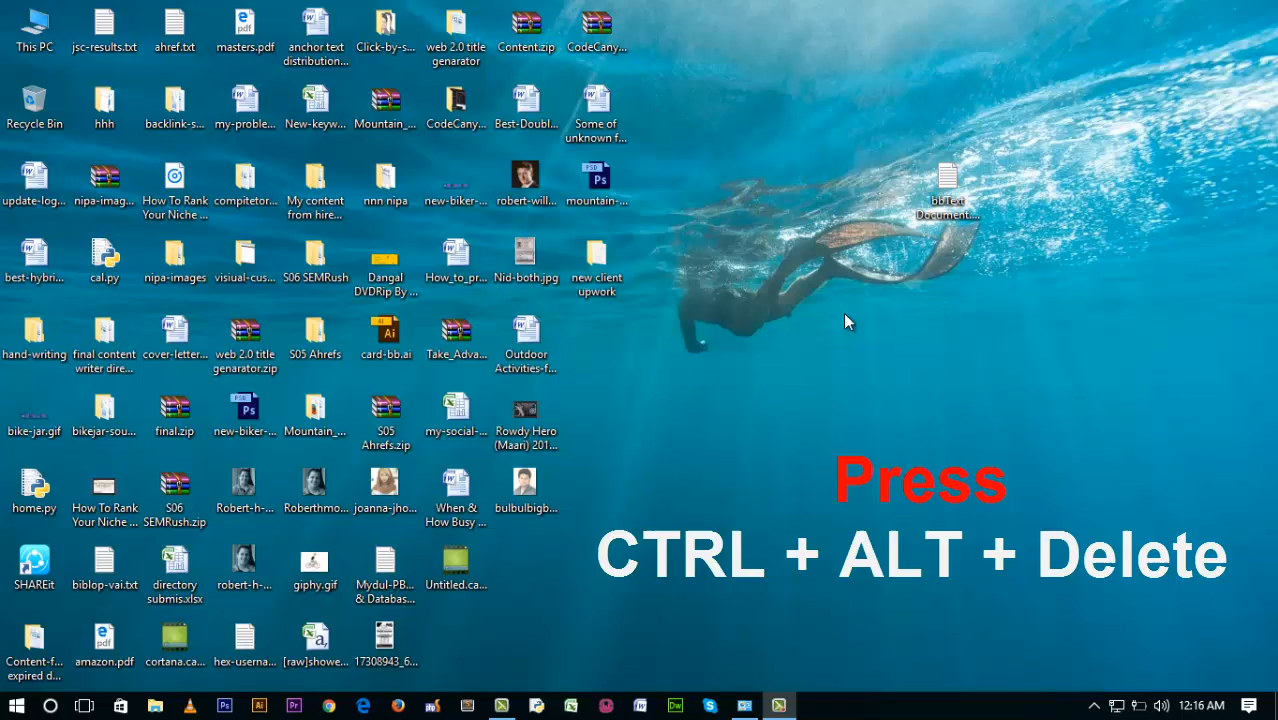 This PC
jsc-results.txt
ahref.txt
masters.pdf
anchor text
distribution...
Click-by-s...
web 2.0 title
genarator
Content.zip
CodeCany...
Recycle Bin
hhh
backlink-s...
my-proble...
New-keyw...
Mountain_...
CodeCany...
Best-Doubl...
Some of
unknown f...
update-log...
nipa-imag...
How To Rank
Your Niche ...
compitetor...
My content
from hire...
nnn nipa
new-biker-...
robert-will...
mountain-...
bbText
Document....
best-hybri...
cal.py
nipa-images
visiual-cus...
S06 SEMRush
Dangal
DVDRip By ...
How_to_pr...
Nid-both.jpg
new client
upwork
hand-writing
final content
writer dire...
cover-letter...
web 2.0 title
genarator.zip
S05 Ahrefs
card-bb.ai
Take_Adva...
Outdoor
Activities-f...
bike-jar.gif
bikejar-sou...
final.zip
new-biker-...
Mountain_...
S05
Ahrefs.zip
my-social-...
Rowdy Hero
(Maari) 201...
home.py
How To Rank
Your Niche ...
S06
SEMRush.zip
Robert-h-...
Roberthmo...
joanna-jho...
When &
How Busy ...
bulbulbigb...
Press
CTRL + ALT + Delete
SHAREit
biblop-vai.txt
directory
submis.xlsx
robert-h-...
giphy.gif
Mydul-PB...
& Databas...
Untitled.ca...
Content-f...
expired d...
amazon.pdf
cortana.ca...
hex-userna...
[raw]showe...
17308943_6...
12:16 AM